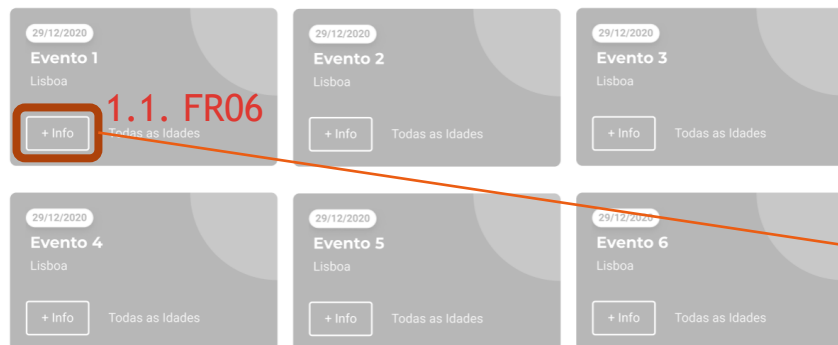 29/12/2020
Evento 1
Lisboa
1.1. FR06
+ Info
Todas as Idades
29/12/2020
Evento 2
Lisboa
+ Info
Todas as Idades
29/12/2020
Evento 3
Lisboa
+ Info
Todas as Idades
29/12/2020
Evento 4
Lisboa
+ Info
Todas as Idades
29/12/2020
Evento 5
Lisboa
+ Info
Todas as Idades
29/12/2020
Evento 6
Lisboa
+ Info
Todas as Idades